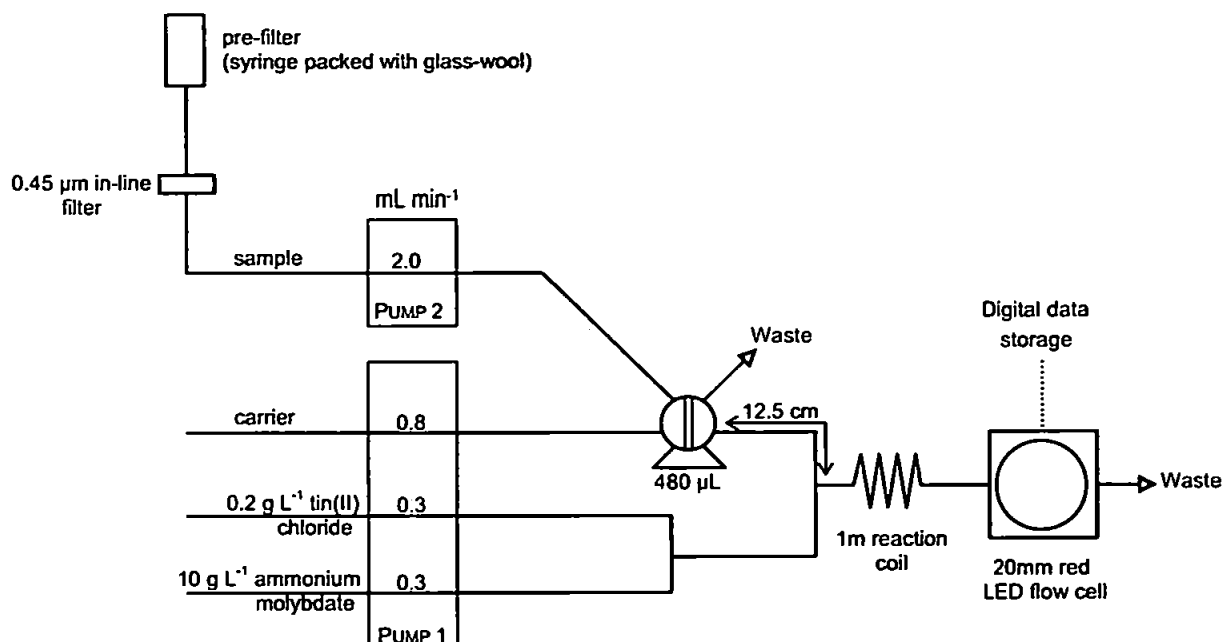 pre-filter
(syringe packed with glass-wool)
0.45 µm in-line
filter
mL min-1
sample
2.0
PUMP 2
Waste
Digital data
storage
carrier
0.8
12.5 cm
480 µL
Waste
0.2 g L-1 tin(II)
chloride
0.3
1m reaction
coil
10 g L-1 ammonium
molybdate
0.3
20mm red
LED flow cell
PUMP 1